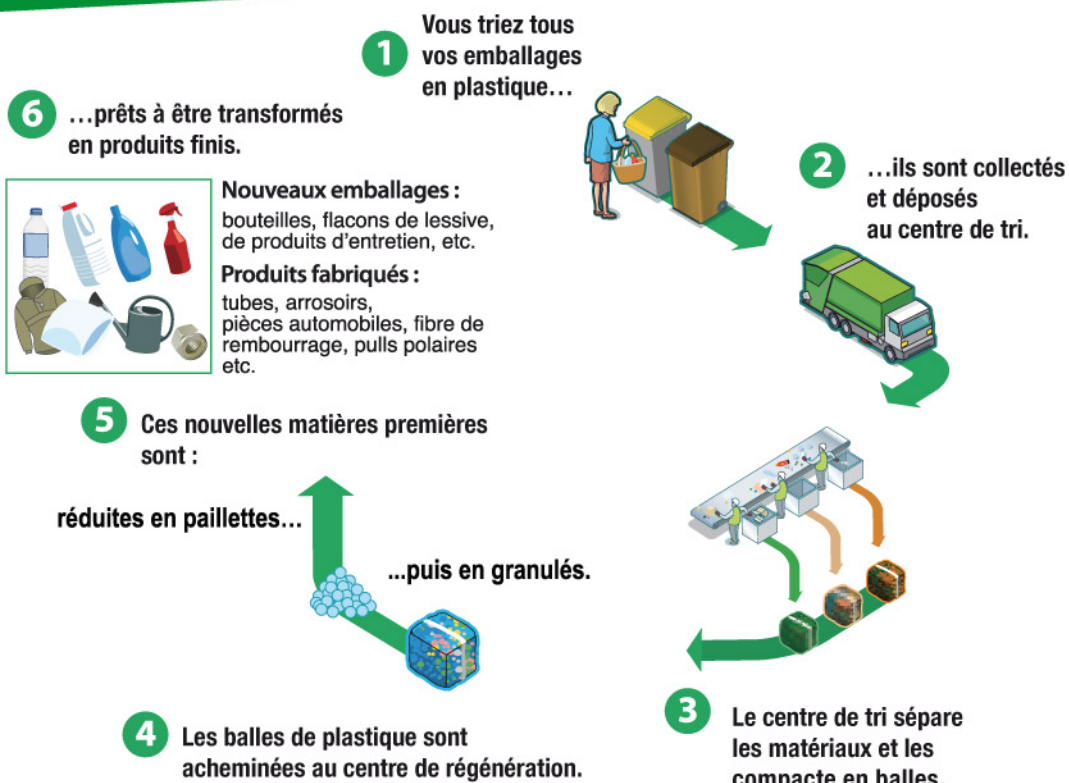 1
Vous triez tous
vos emballages
en plastique…
2
…ils sont collectés
et déposés
au centre de tri.
3
Le centre de tri sépare
les matériaux et les
compacte en balles.
4
Les balles de plastique sont
acheminées au centre de régénération.
5
Ces nouvelles matières premières
sont :
réduites en paillettes…
...puis en granulés.
6
…prêts à être transformés
en produits finis.
Nouveaux emballages :
bouteilles, flacons de lessive,
de produits d’entretien, etc.
Produits fabriqués :
tubes, arrosoirs,
pièces automobiles, fibre de
rembourrage, pulls polaires
etc.